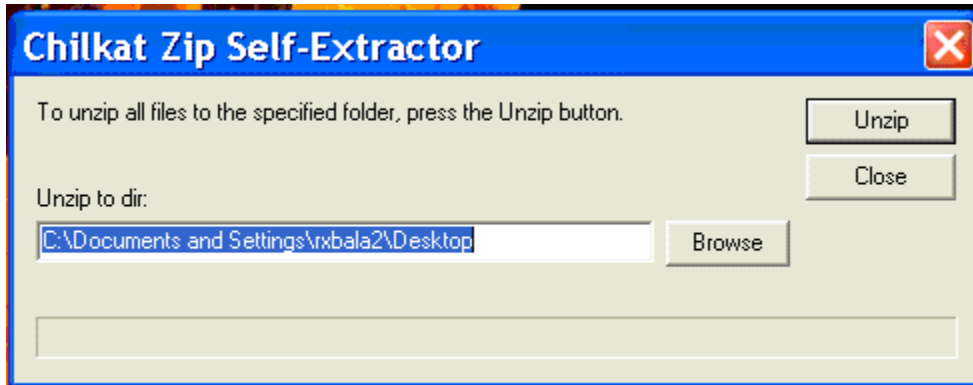 Chilkat Zip Self-Extractor
To unzip all files to the specified folder, press the Unzip button.
Unzip
Close
Unzip to dir:
C:\Documents and Settings\rxbala2\Desktop
Browse